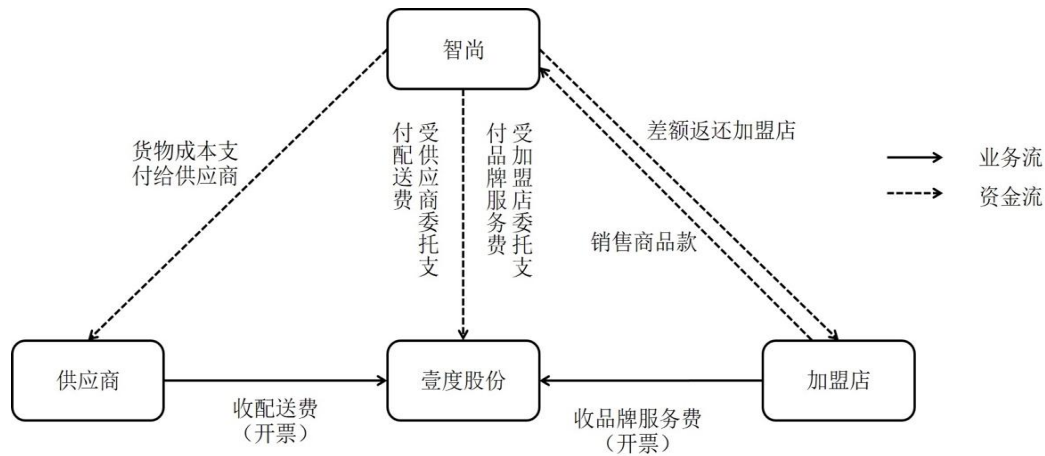 智尚
货物成本支
付给供应商
受供应商委托支
付配送费
受加盟店委托支
付品牌服务费
差额返还加盟店
销售商品款
业务流
资金流
供应商
壹度股份
加盟店
收配送费
（开票）
收品牌服务费
（开票）